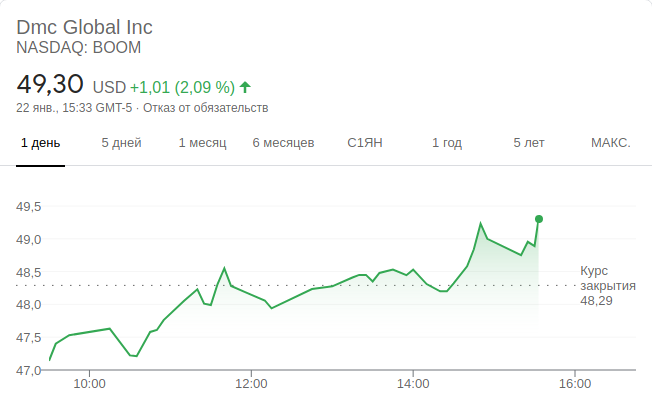 Dmc Global Inc
NASDAQ: BOOM
49,30 USD +1,01 (2,09 %)
22 янв., 15:33 GMT-5 · Отказ от обязательств
1 день 5 дней 1 месяц 6 месяцев С1ЯН 1 год 5 лет МАКС.
49,5
49,0
48,5
48,0
47,5
47,0
Курс
закрытия
48,29
10:00 12:00 14:00 16:00